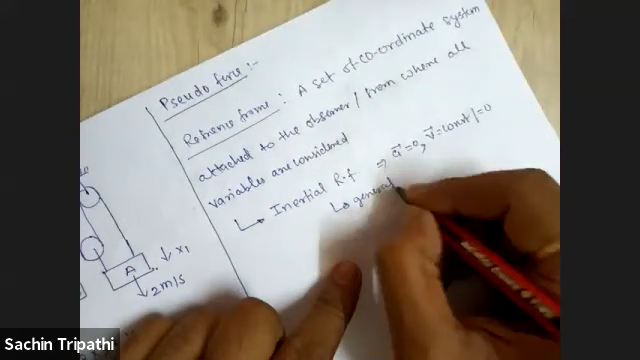 Pseudo force :-
Reference frame : A set of co-ordinate system
attached to the observer / from where all
variables are considered
↳ Inertial R.f ⇒ a⃗=0, v⃗=const/=0
↳ general
A
↓ x₁
↓ 2m/s
Sachin Tripathi